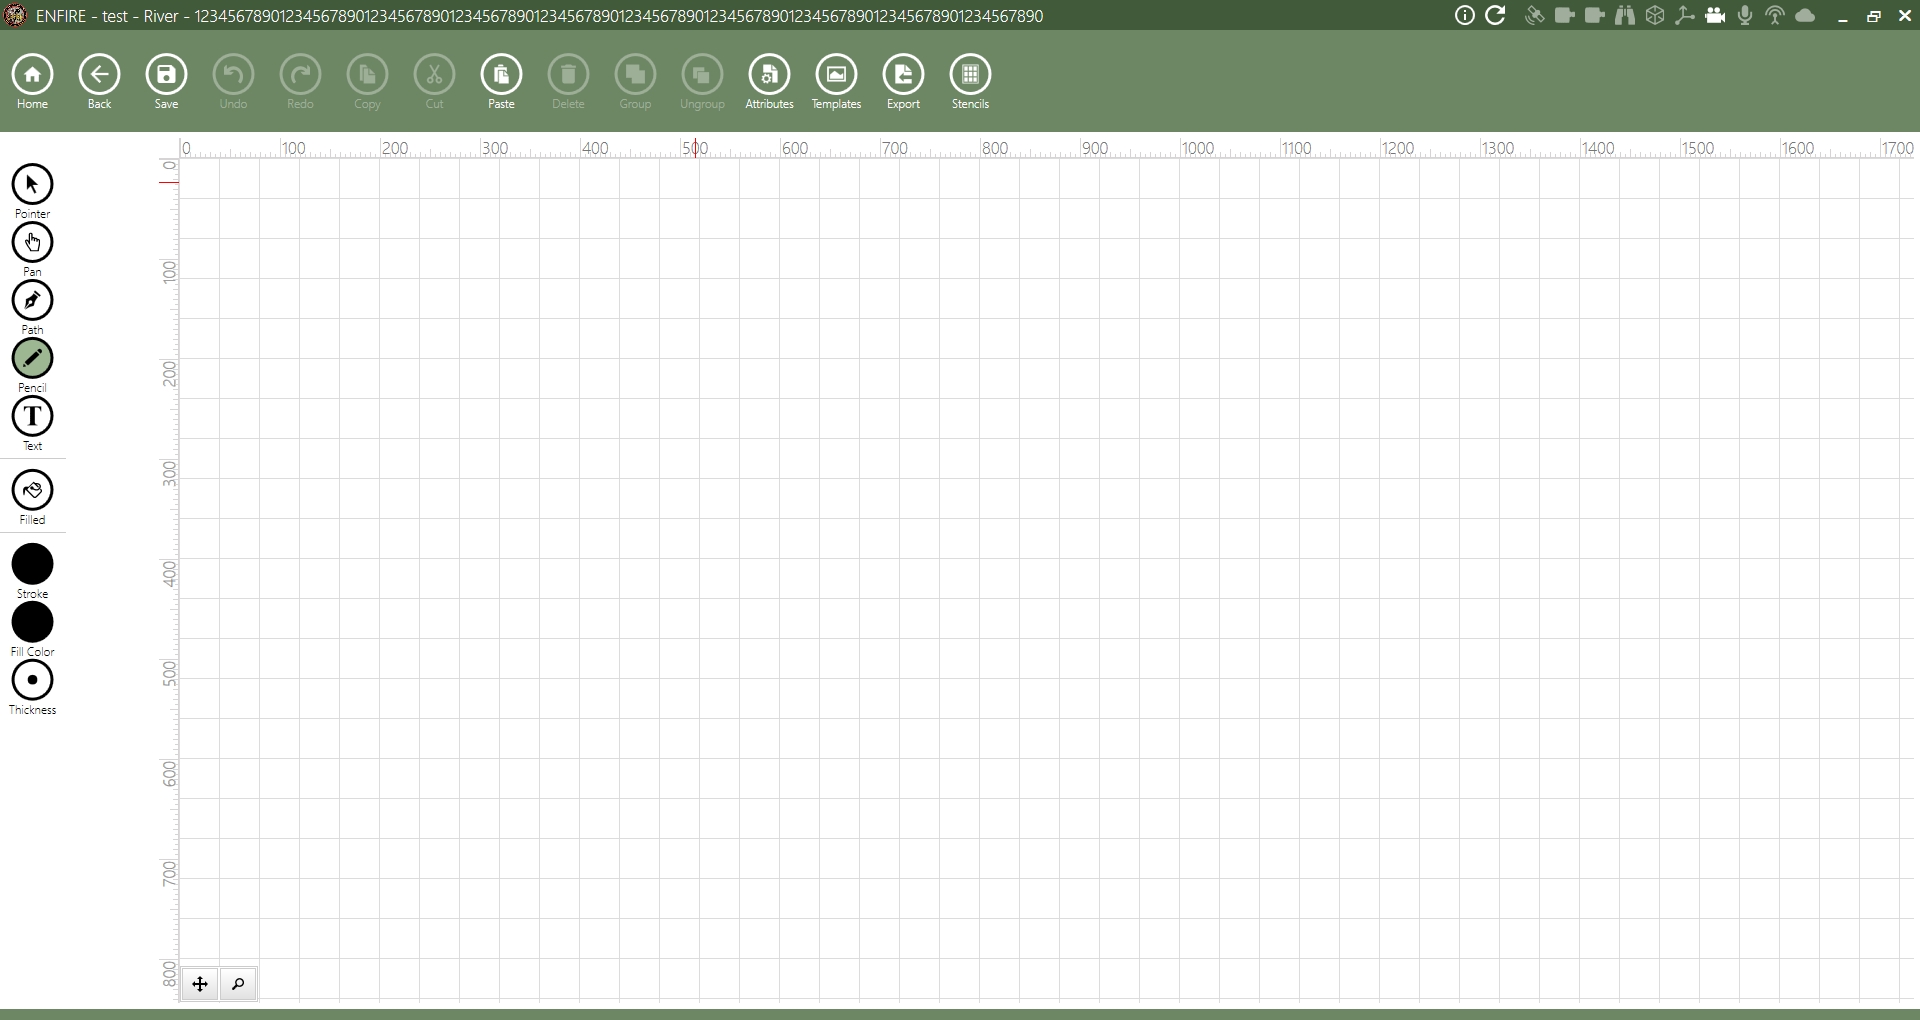 ENFIRE - test - River - 1234567890123456789012345678901234567890123456789012345678901234567890123456789012345678901234567890
Home Back Save Undo Redo Copy Cut Paste Delete Group Ungroup Attributes Templates Export Stencils
0 100 200 300 400 500 600 700 800 900 1000 1100 1200 1300 1400 1500 1600 1700
0
100
200
300
400
500
600
700
800
Pointer
Pan
Path
Pencil
T
Text
Filled
Stroke
Fill Color
Thickness